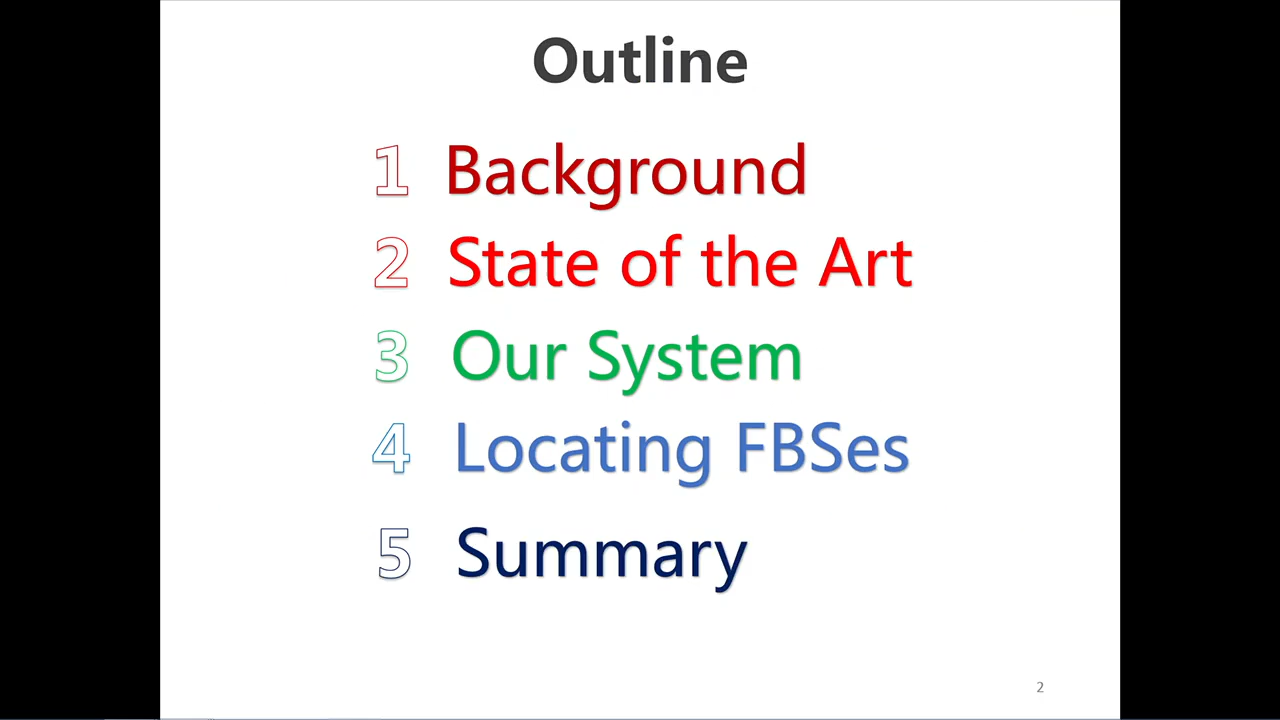 Outline
1 Background
2 State of the Art
3 Our System
4 Locating FBSes
5 Summary
2